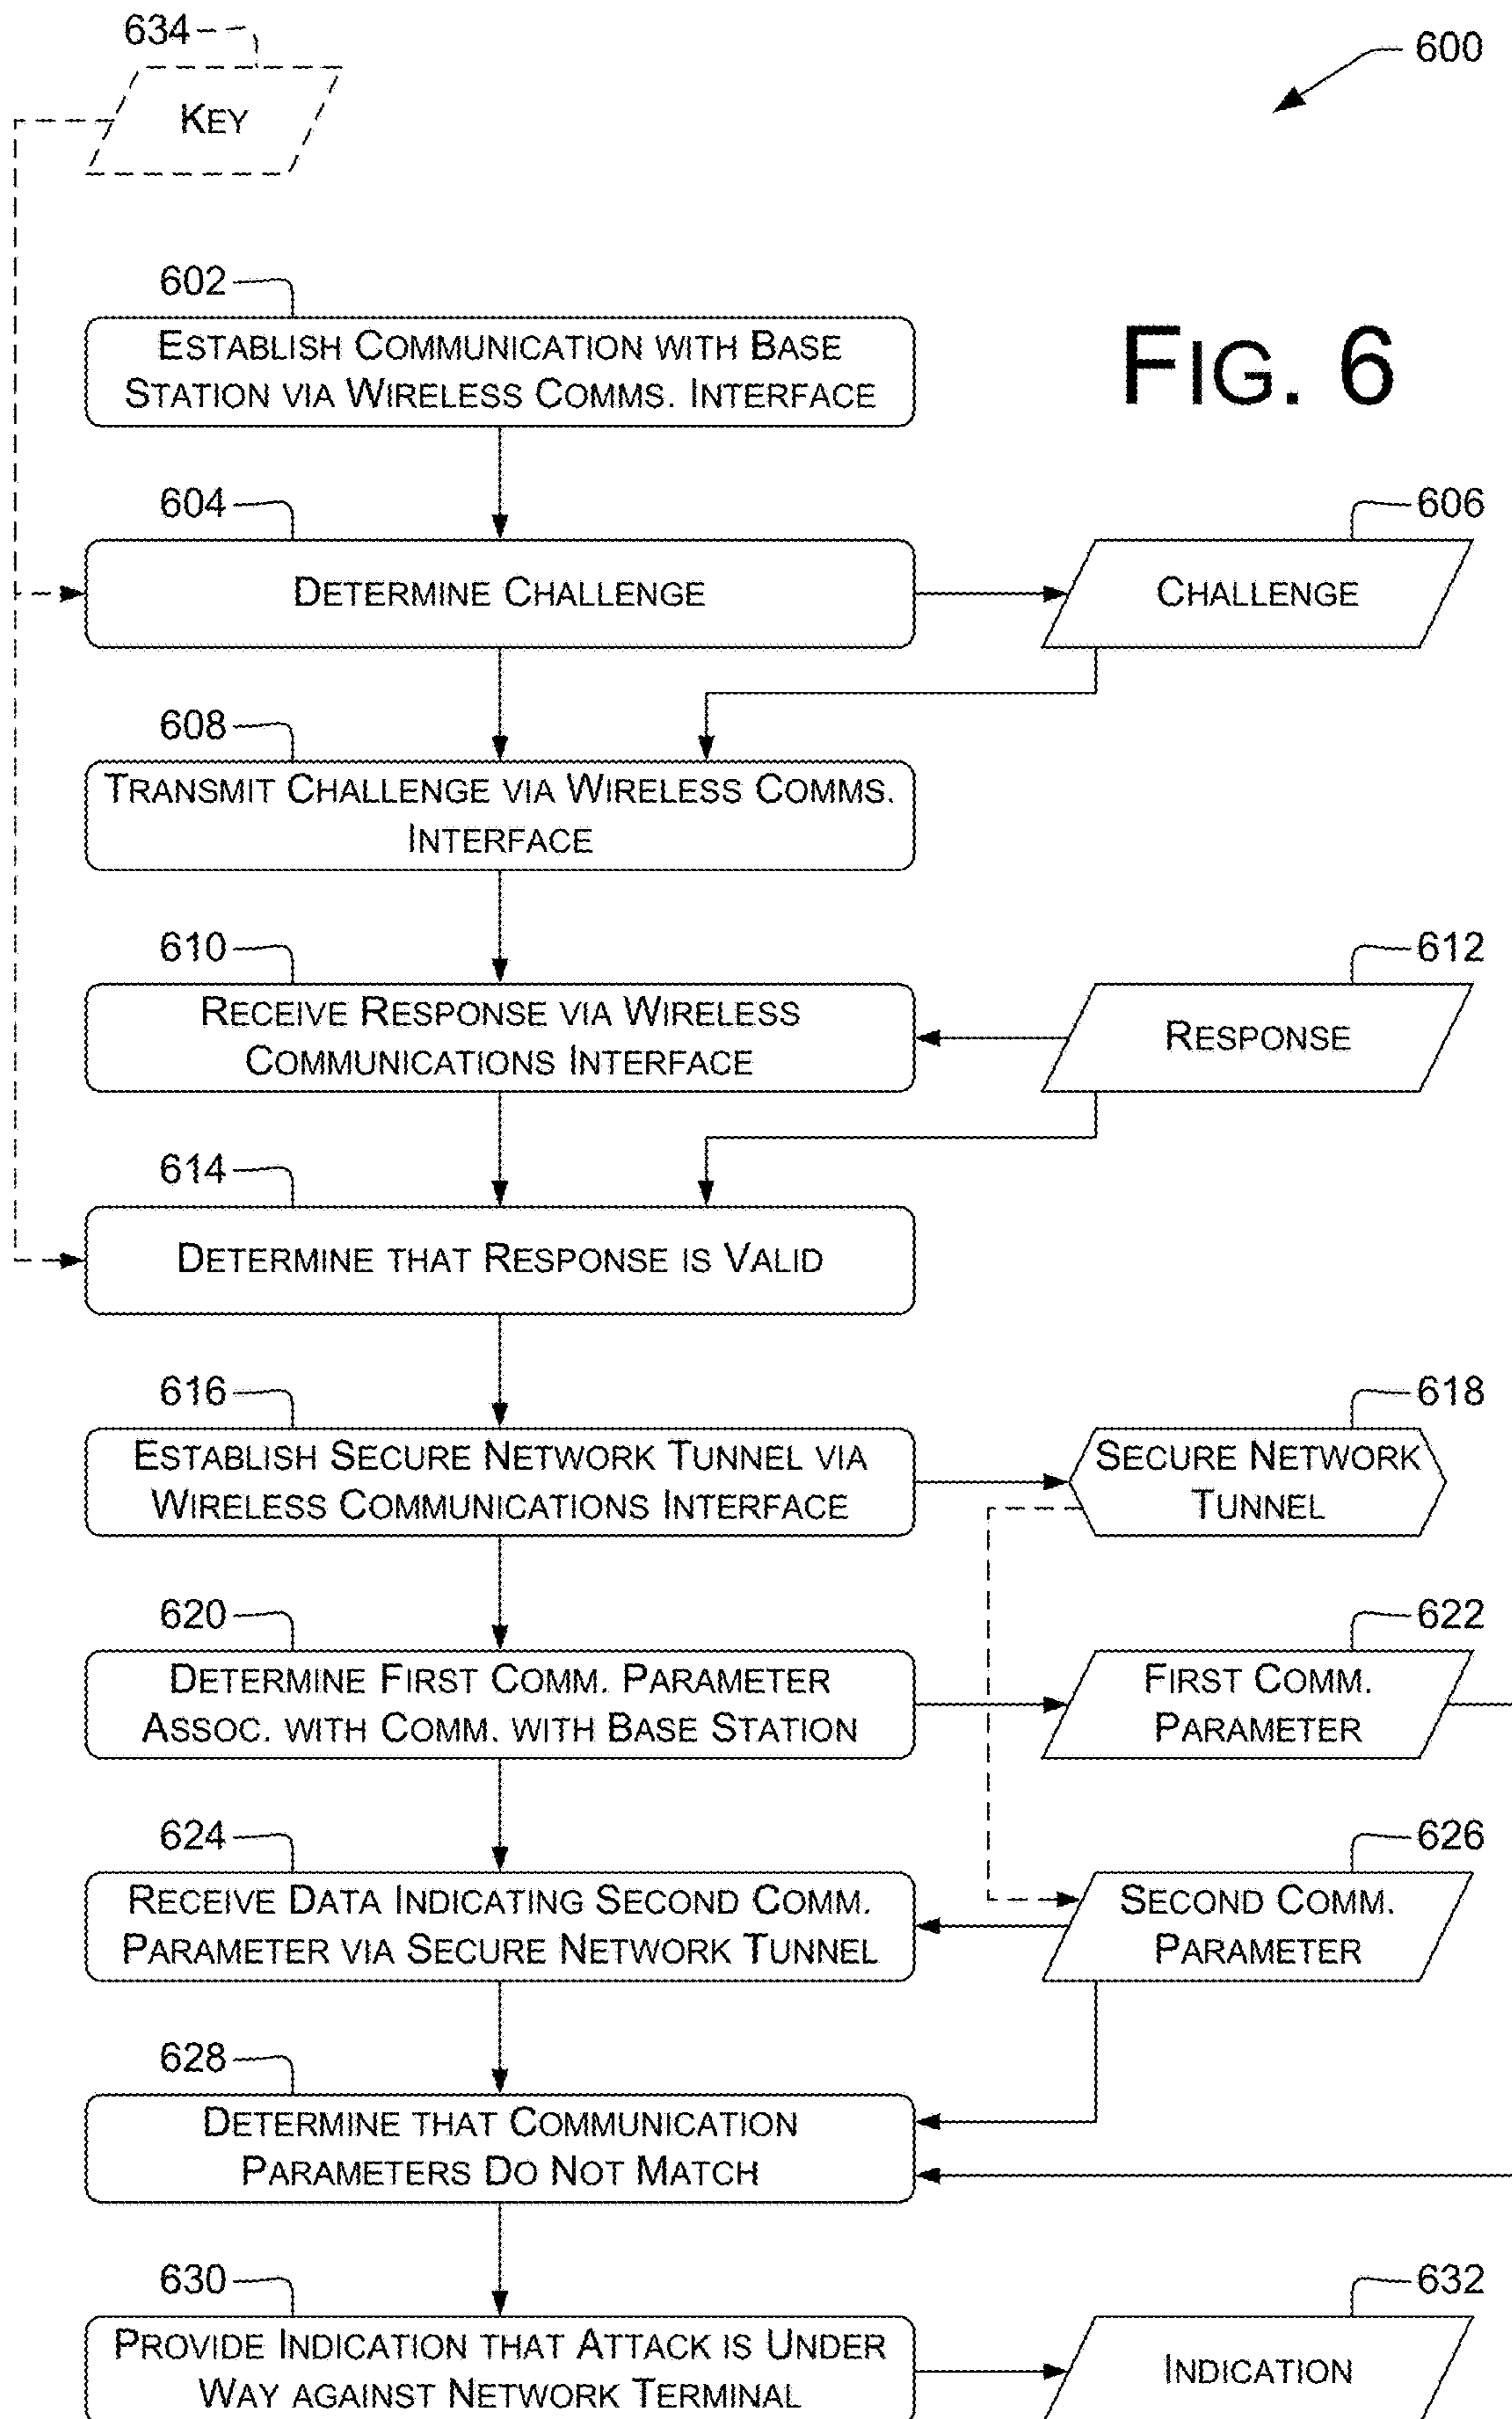 634
KEY
600
602
ESTABLISH COMMUNICATION WITH BASE
STATION VIA WIRELESS COMMS. INTERFACE
FIG. 6
604
DETERMINE CHALLENGE
606
CHALLENGE
608
TRANSMIT CHALLENGE VIA WIRELESS COMMS.
INTERFACE
610
RECEIVE RESPONSE VIA WIRELESS
COMMUNICATIONS INTERFACE
612
RESPONSE
614
DETERMINE THAT RESPONSE IS VALID
616
ESTABLISH SECURE NETWORK TUNNEL VIA
WIRELESS COMMUNICATIONS INTERFACE
618
SECURE NETWORK
TUNNEL
620
DETERMINE FIRST COMM. PARAMETER
ASSOC. WITH COMM. WITH BASE STATION
622
FIRST COMM.
PARAMETER
624
RECEIVE DATA INDICATING SECOND COMM.
PARAMETER VIA SECURE NETWORK TUNNEL
626
SECOND COMM.
PARAMETER
628
DETERMINE THAT COMMUNICATION
PARAMETERS DO NOT MATCH
630
PROVIDE INDICATION THAT ATTACK IS UNDER
WAY AGAINST NETWORK TERMINAL
632
INDICATION